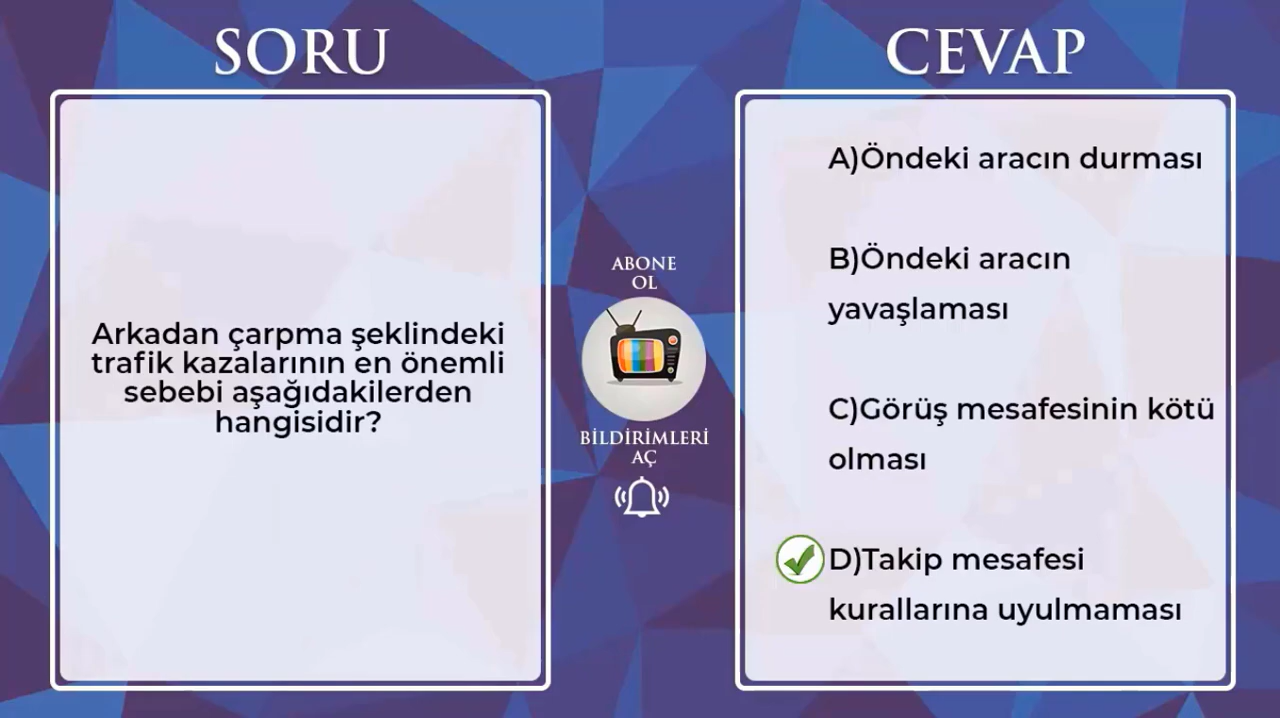 SORU
Arkadan çarpma şeklindeki
trafik kazalarının en önemli
sebebi aşağıdakilerden
hangisidir?
ABONE
OL
BİLDİRİMLERİ
AÇ
CEVAP
A)Öndeki aracın durması
B)Öndeki aracın
yavaşlaması
C)Görüş mesafesinin kötü
olması
D)Takip mesafesi
kurallarına uyulmaması